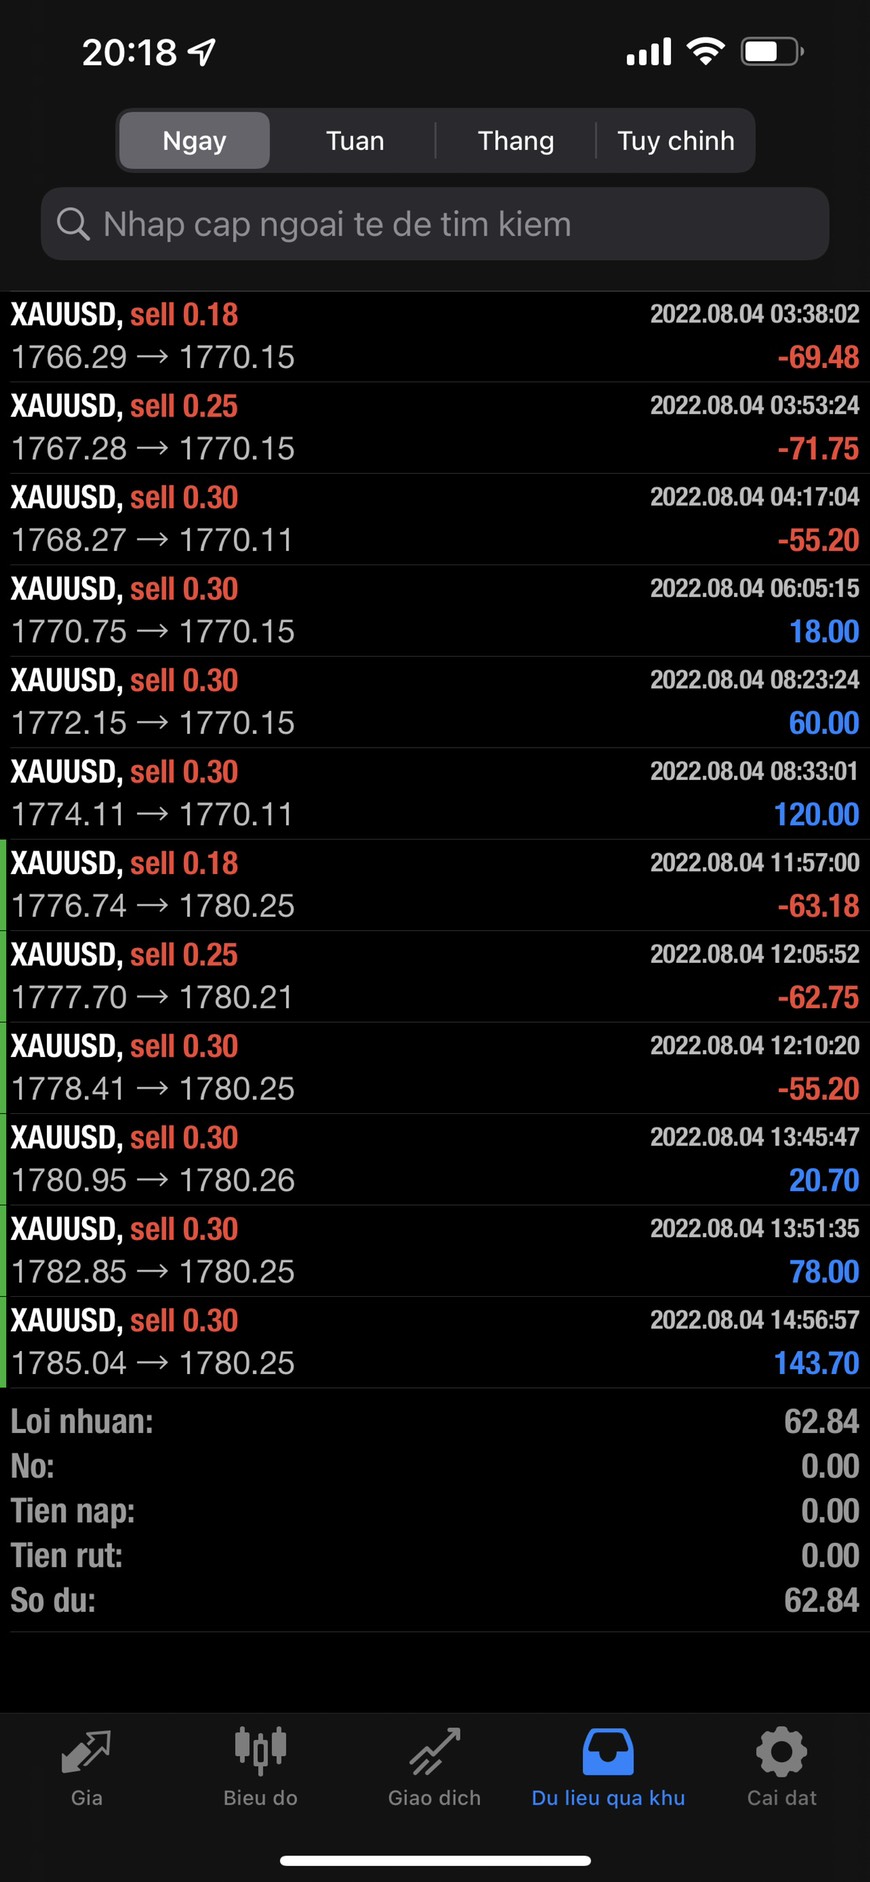 20:18
Ngay Tuan Thang Tuy chinh
Nhap cap ngoai te de tim kiem
XAUUSD, sell 0.18 2022.08.04 03:38:02
1766.29 → 1770.15 -69.48
XAUUSD, sell 0.25 2022.08.04 03:53:24
1767.28 → 1770.15 -71.75
XAUUSD, sell 0.30 2022.08.04 04:17:04
1768.27 → 1770.11 -55.20
XAUUSD, sell 0.30 2022.08.04 06:05:15
1770.75 → 1770.15 18.00
XAUUSD, sell 0.30 2022.08.04 08:23:24
1772.15 → 1770.15 60.00
XAUUSD, sell 0.30 2022.08.04 08:33:01
1774.11 → 1770.11 120.00
XAUUSD, sell 0.18 2022.08.04 11:57:00
1776.74 → 1780.25 -63.18
XAUUSD, sell 0.25 2022.08.04 12:05:52
1777.70 → 1780.21 -62.75
XAUUSD, sell 0.30 2022.08.04 12:10:20
1778.41 → 1780.25 -55.20
XAUUSD, sell 0.30 2022.08.04 13:45:47
1780.95 → 1780.26 20.70
XAUUSD, sell 0.30 2022.08.04 13:51:35
1782.85 → 1780.25 78.00
XAUUSD, sell 0.30 2022.08.04 14:56:57
1785.04 → 1780.25 143.70
Loi nhuan: 62.84
No: 0.00
Tien nap: 0.00
Tien rut: 0.00
So du: 62.84
Gia Bieu do Giao dich Du lieu qua khu Cai dat